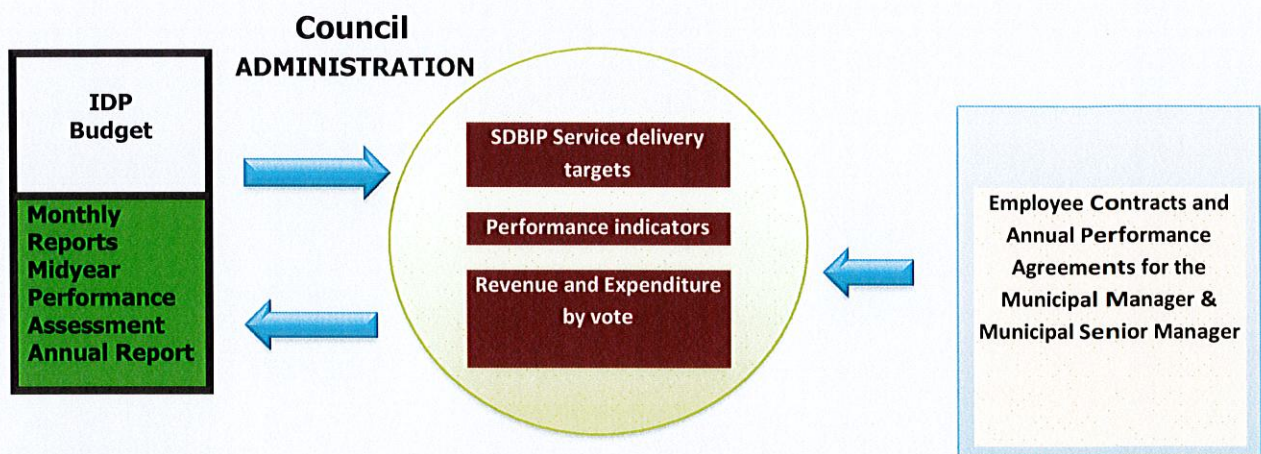 Council
ADMINISTRATION
IDP
Budget
Monthly
Reports
Midyear
Performance
Assessment
Annual Report
SDBIP Service delivery
targets
Performance indicators
Revenue and Expenditure
by vote
Employee Contracts and
Annual Performance
Agreements for the
Municipal Manager &
Municipal Senior Manager